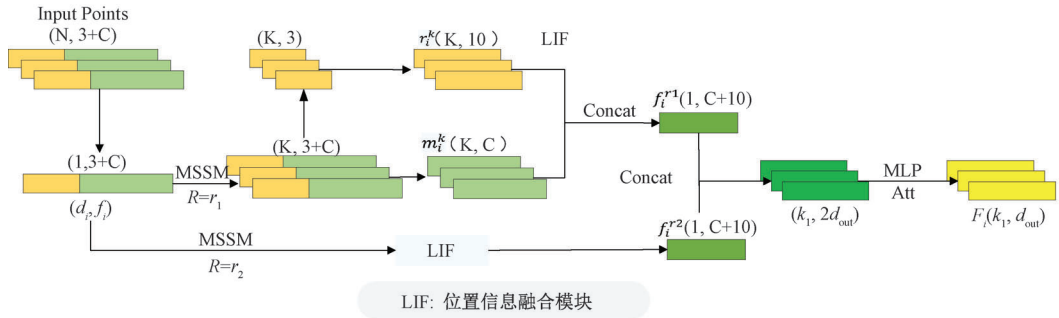 Input Points
(N, 3+C)
(1,3+C)
(d_i, f_i)
MSSM
R=r_1
(K, 3)
(K, 3+C)
r_i^k(K, 10)
m_i^k(K, C)
LIF
Concat
f_i^{r1}(1, C+10)
Concat
MSSM
R=r_2
LIF
f_i^{r2}(1, C+10)
(k_1, 2d_out)
MLP
Att
F_i(k_1, d_out)
LIF: 位置信息融合模块